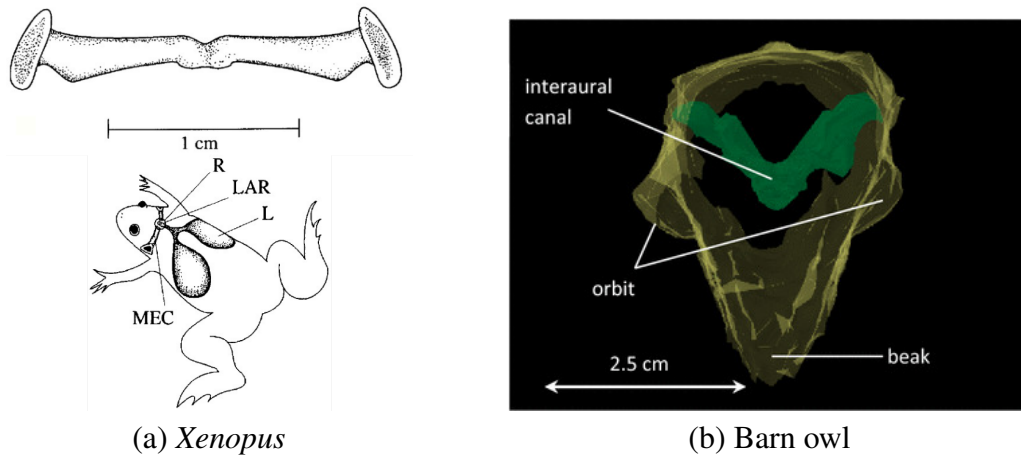 1 cm
R
LAR
L
MEC
(a) Xenopus
interaural
canal
orbit
2.5 cm
beak
(b) Barn owl